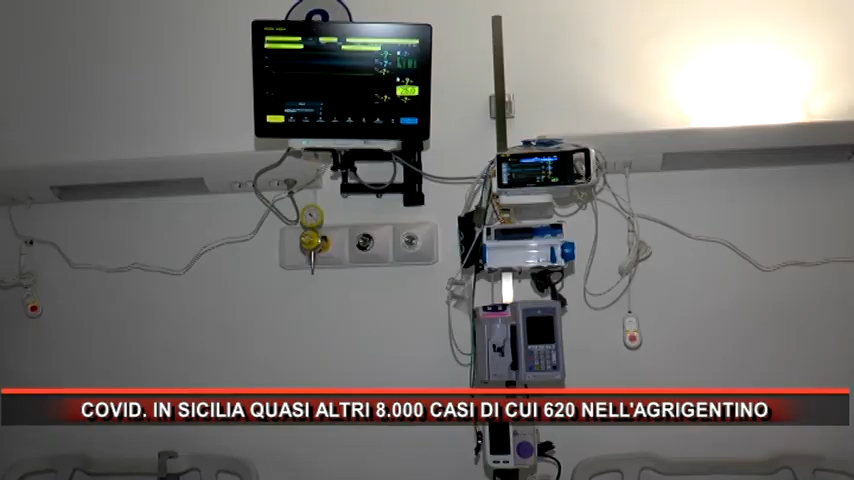 COVID. IN SICILIA QUASI ALTRI 8.000 CASI DI CUI 620 NELL'AGRIGENTINO